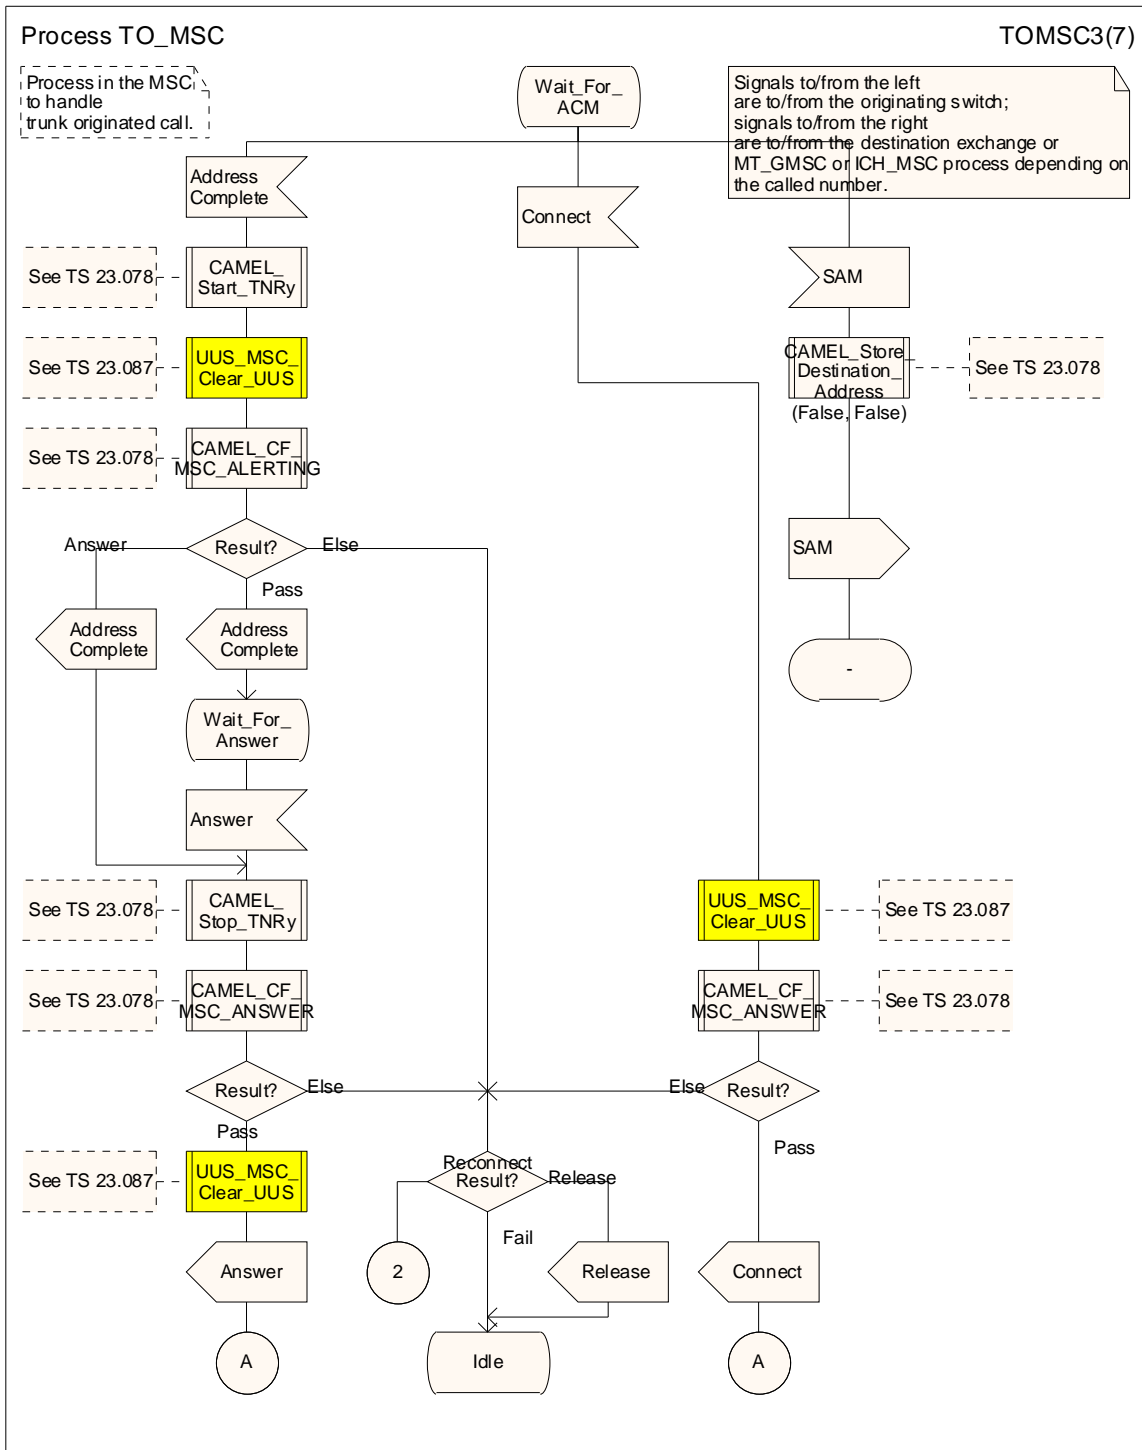 Process TO_MSC
TOMSC3(7)
Process in the MSC
to handle
trunk originated call.
Wait_For_
ACM
Signals to/from the left
are to/from the originating switch;
signals to/from the right
are to/from the destination exchange or
MT_GMSC or ICH_MSC process depending on
the called number.
Address
Complete
Connect
See TS 23.078
CAMEL_
Start_TNRy
SAM
See TS 23.087
UUS_MSC_
Clear_UUS
CAMEL_Store_
Destination_
Address
(False, False)
See TS 23.078
See TS 23.078
CAMEL_CF_
MSC_ALERTING
Answer
Result?
Else
SAM
Pass
Address
Complete
Address
Complete
-
Wait_For_
Answer
Answer
See TS 23.078
CAMEL_
Stop_TNRy
UUS_MSC_
Clear_UUS
See TS 23.087
See TS 23.078
CAMEL_CF_
MSC_ANSWER
CAMEL_CF_
MSC_ANSWER
See TS 23.078
Result?
Else
Else
Result?
Pass
Pass
See TS 23.087
UUS_MSC_
Clear_UUS
Reconnect
Result?
Release
Fail
Answer
2
Release
Connect
A
Idle
A